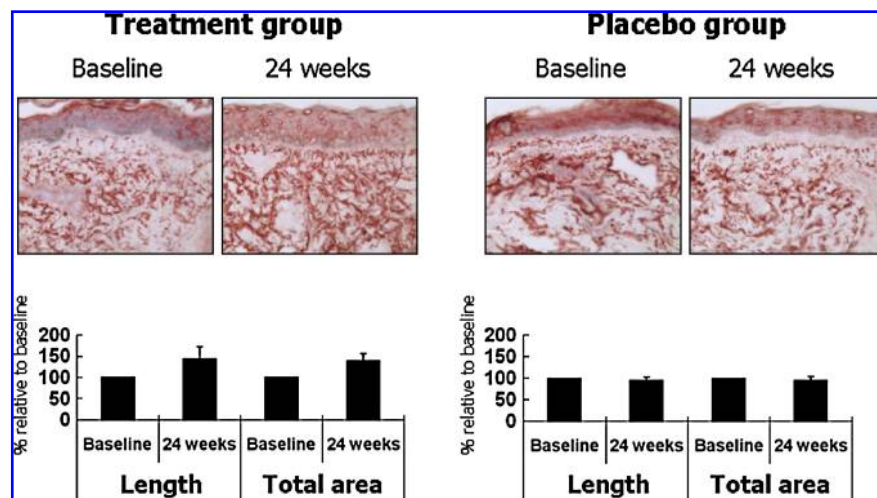 Treatment group
Baseline 24 weeks
% relative to baseline
200
150
100
50
0
Baseline 24 weeks Baseline 24 weeks
Length Total area
Placebo group
Baseline 24 weeks
% relative to baseline
200
150
100
50
0
Baseline 24 weeks Baseline 24 weeks
Length Total area